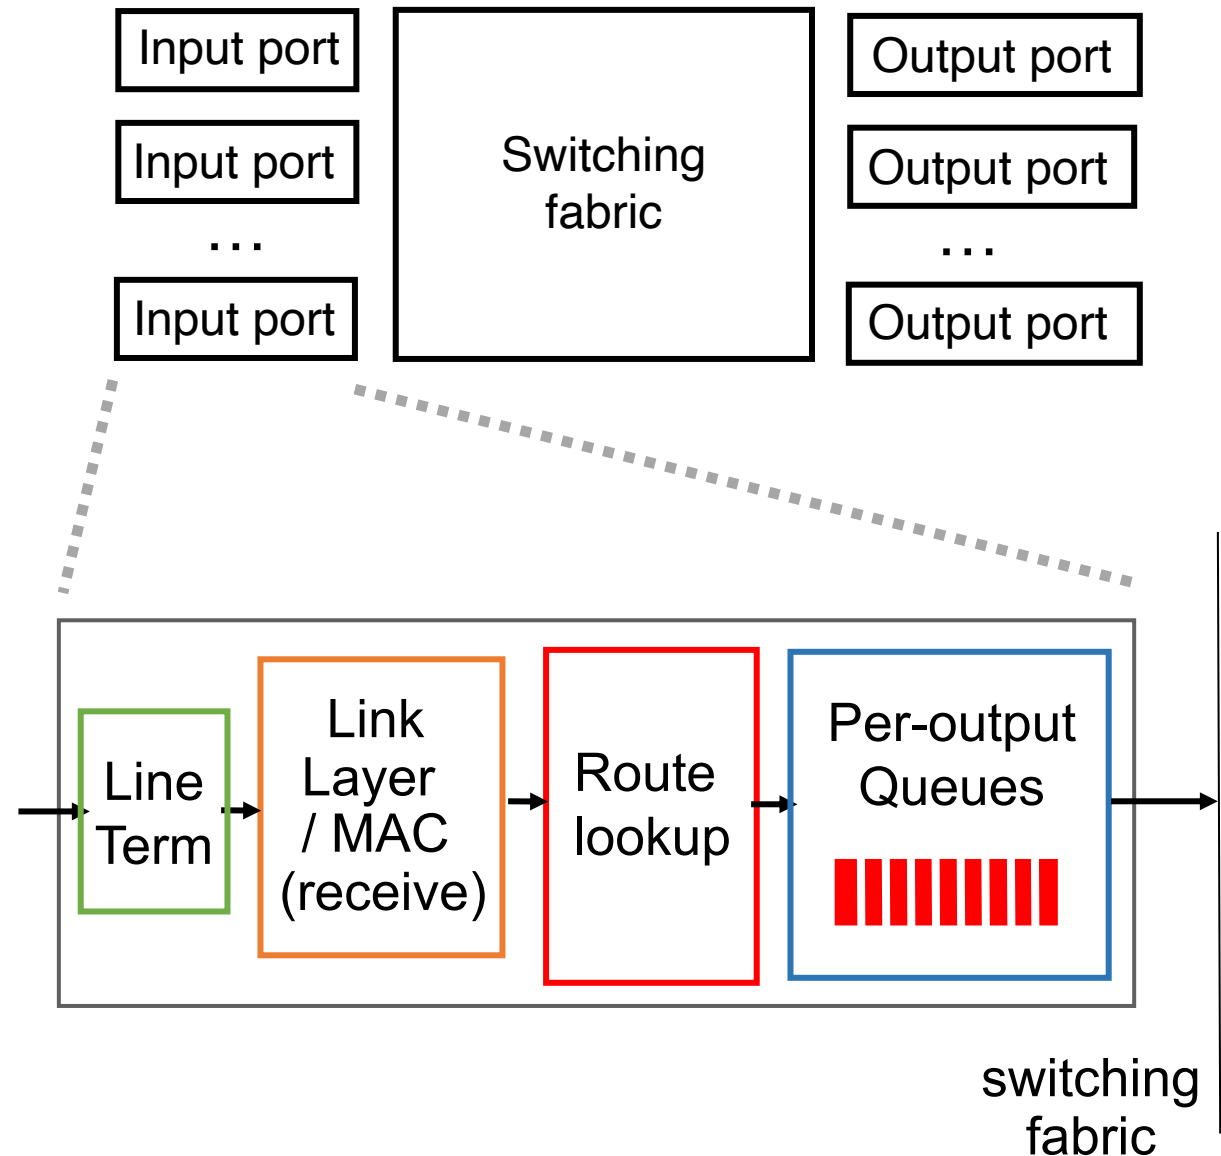 Input port
Input port
...
Input port
Switching
fabric
Output port
Output port
...
Output port
Line
Term
Link
Layer
/ MAC
(receive)
Route
lookup
Per-output
Queues
switching
fabric